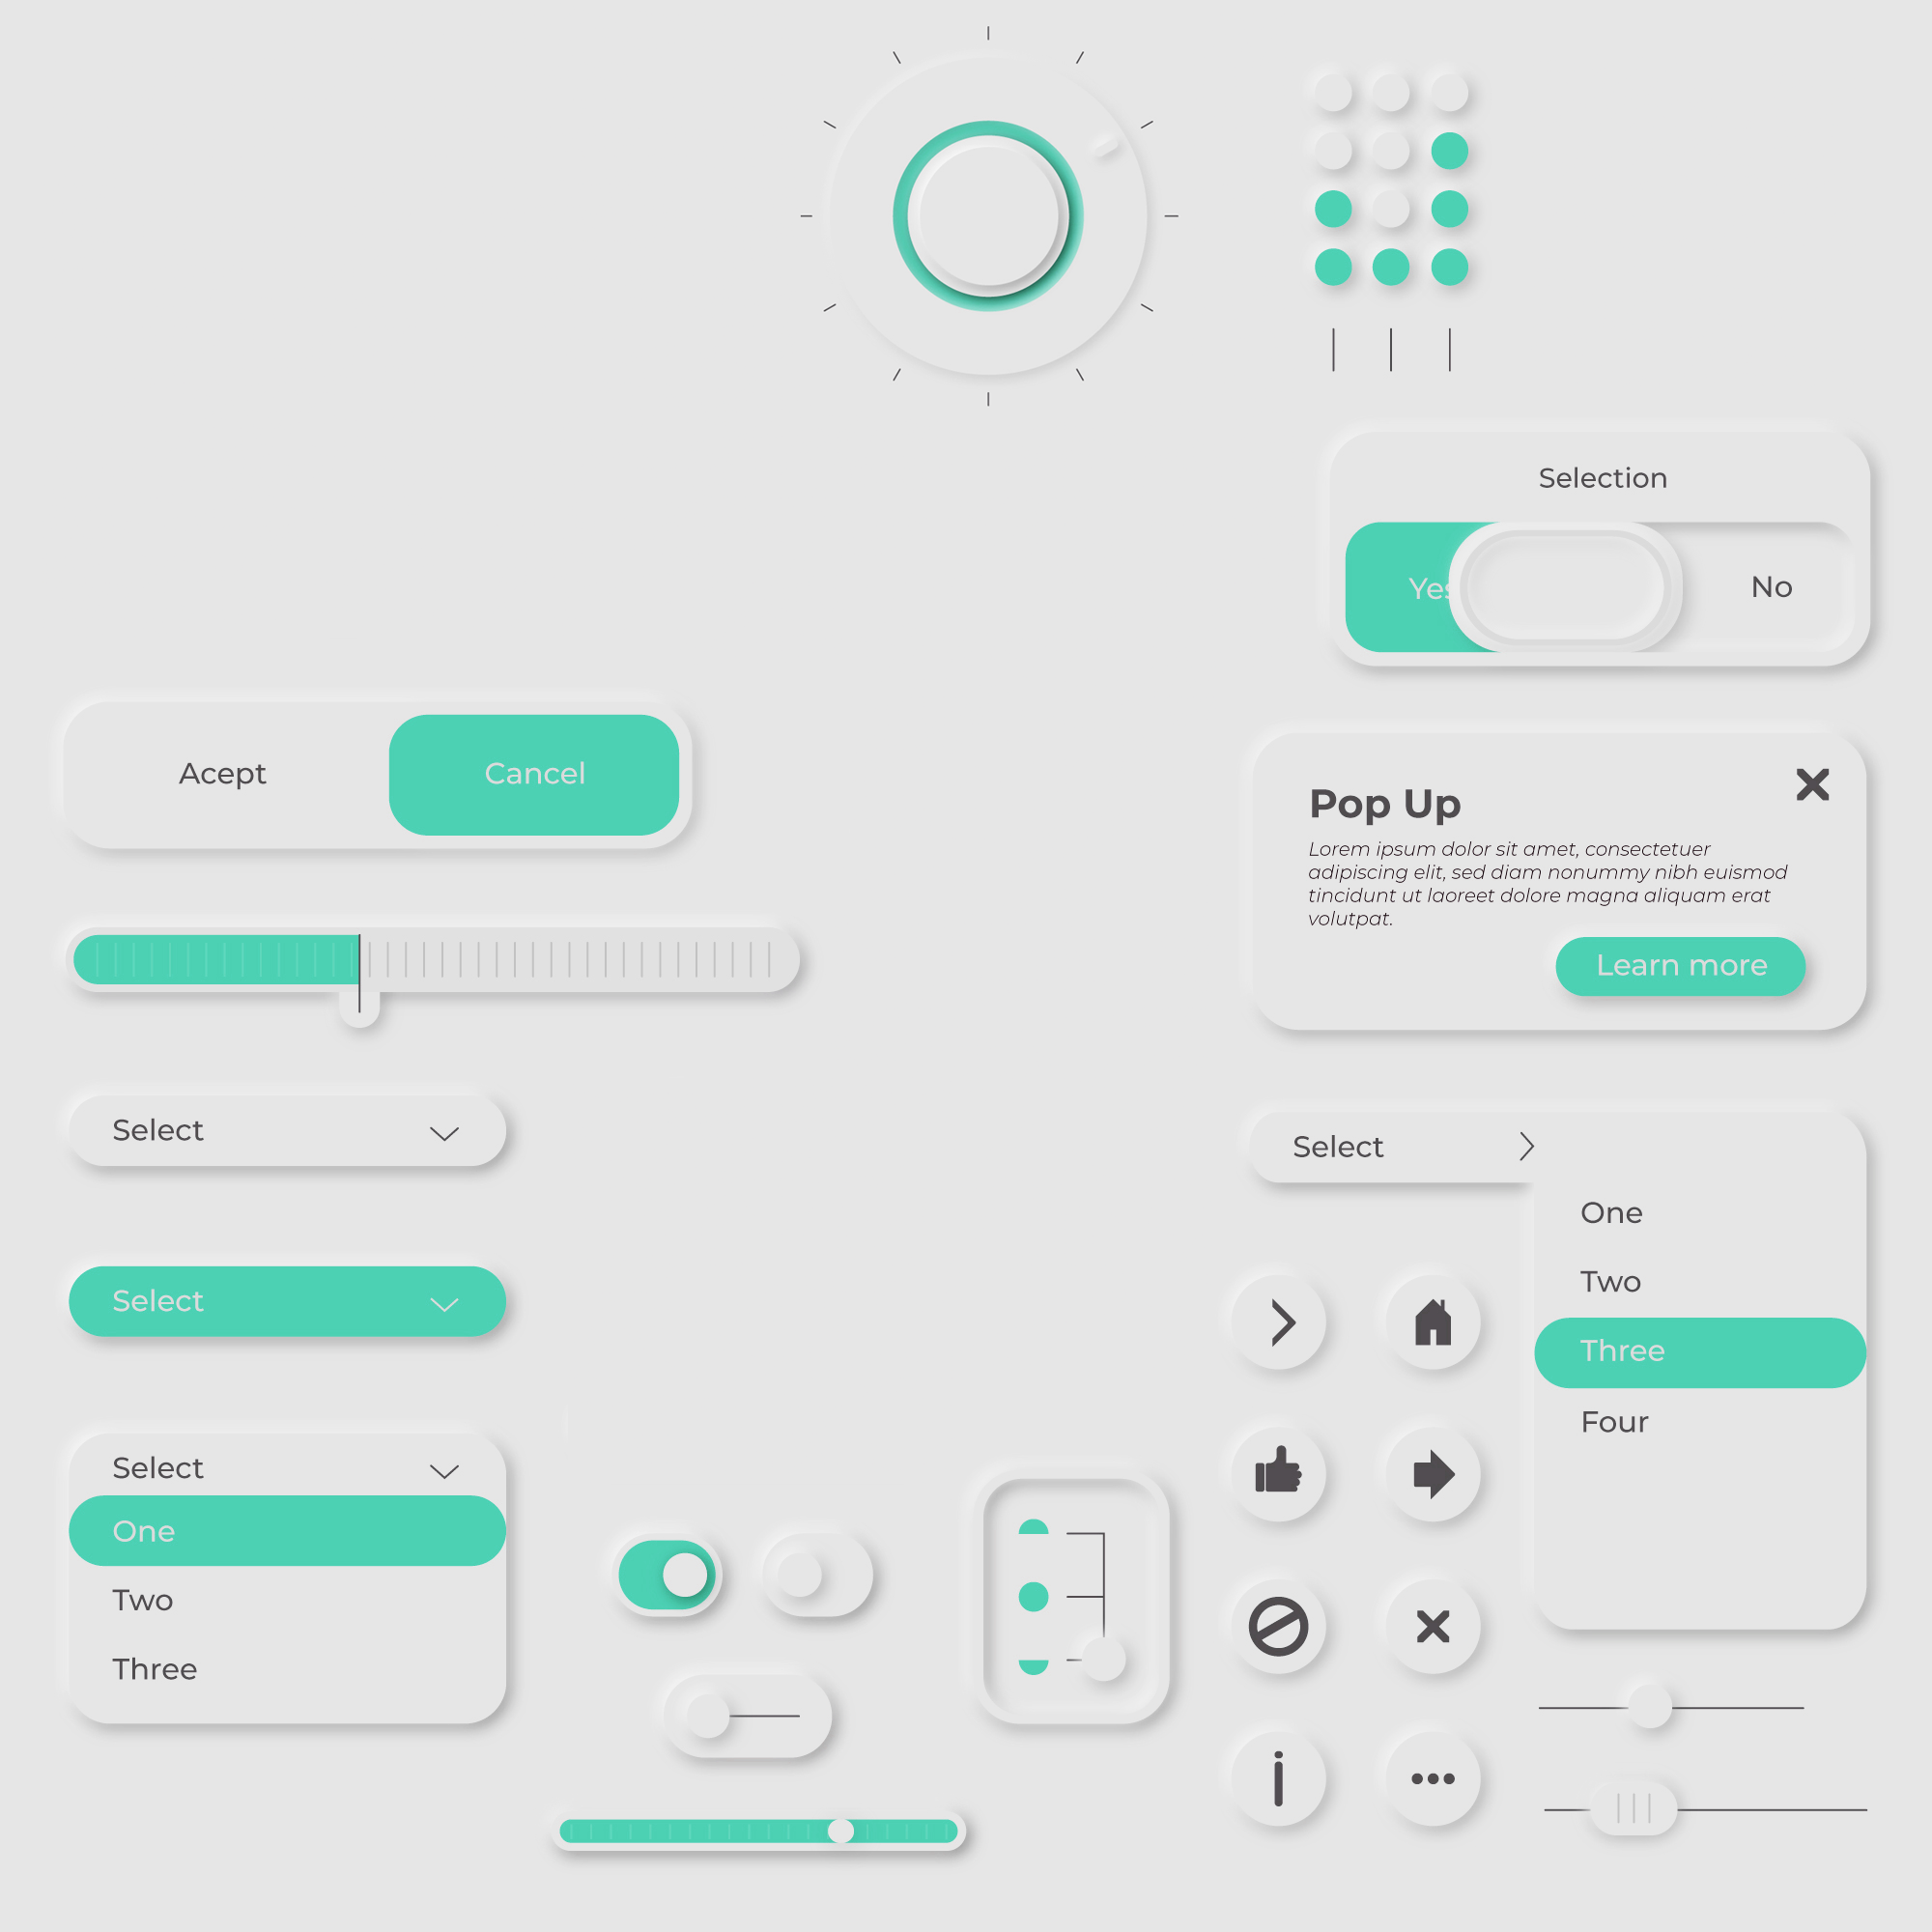 Selection
Yes
No
Acept
Cancel
Pop Up
Lorem ipsum dolor sit amet, consectetuer
adipiscing elit, sed diam nonummy nibh euismod
tincidunt ut laoreet dolore magna aliquam erat
volutpat.
Learn more
Select
Select
Select
One
Two
Three
Select
One
Two
Three
Four